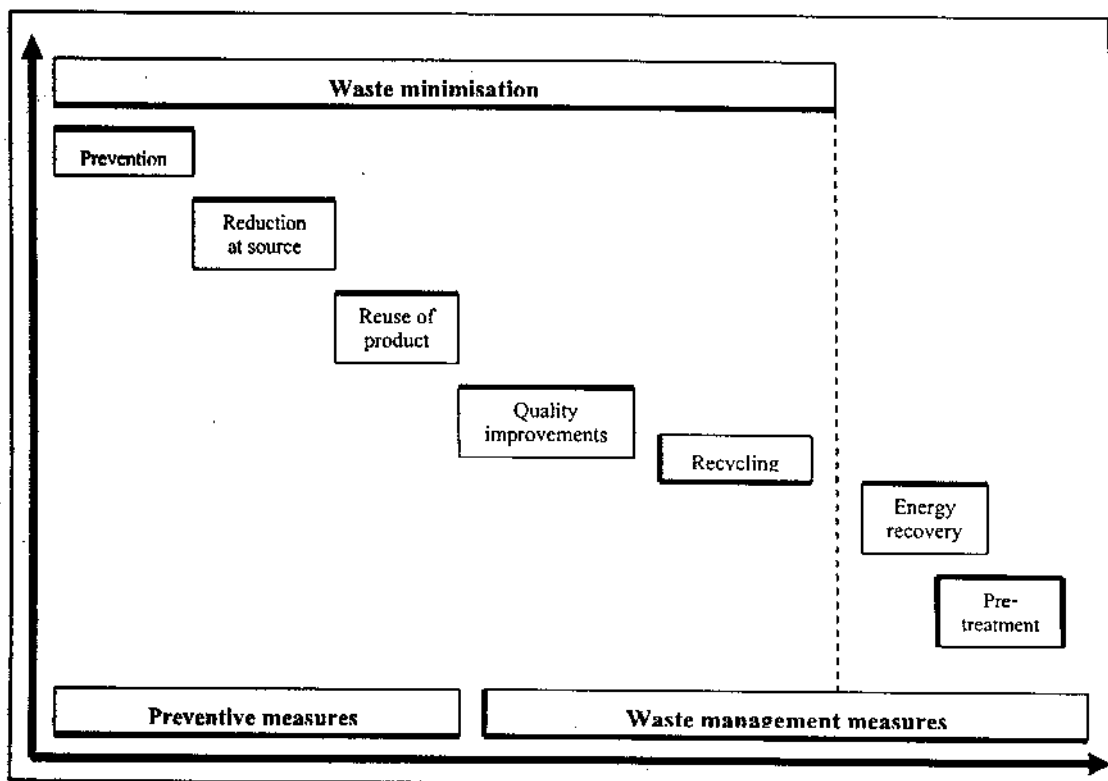 Waste minimisation
Prevention
Reduction
at source
Reuse of
product
Quality
improvements
Recycling
Energy
recovery
Pre-
treatment
Preventive measures
Waste management measures